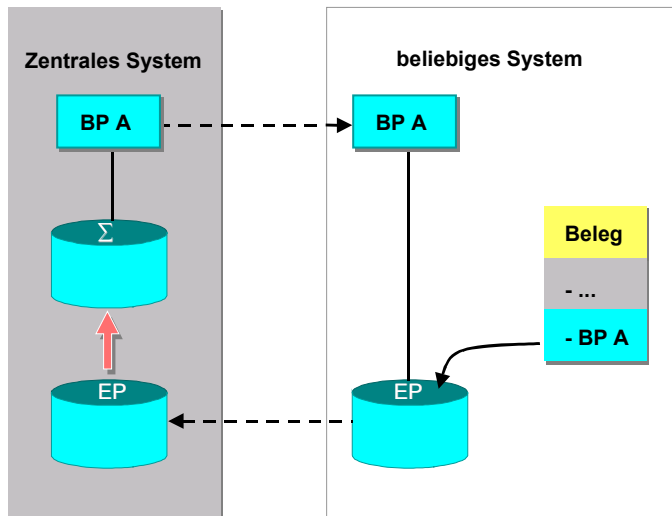 Zentrales System
beliebiges System
BP A
BP A
Σ
Beleg
- ...
- BP A
EP
EP